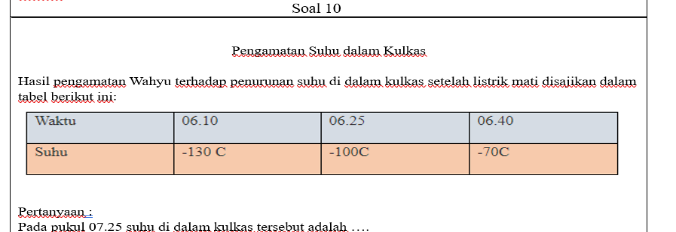 Soal 10
Pengamatan Suhu dalam Kulkas
Hasil pengamatan Wahyu terhadap penurunan suhu di dalam kulkas setelah listrik mati disajikan dalam
tabel berikut ini:
Waktu 06.10 06.25 06.40
Suhu -130 C -100C -70C
Pertanyaan :
Pada pukul 07.25 suhu di dalam kulkas tersebut adalah ….